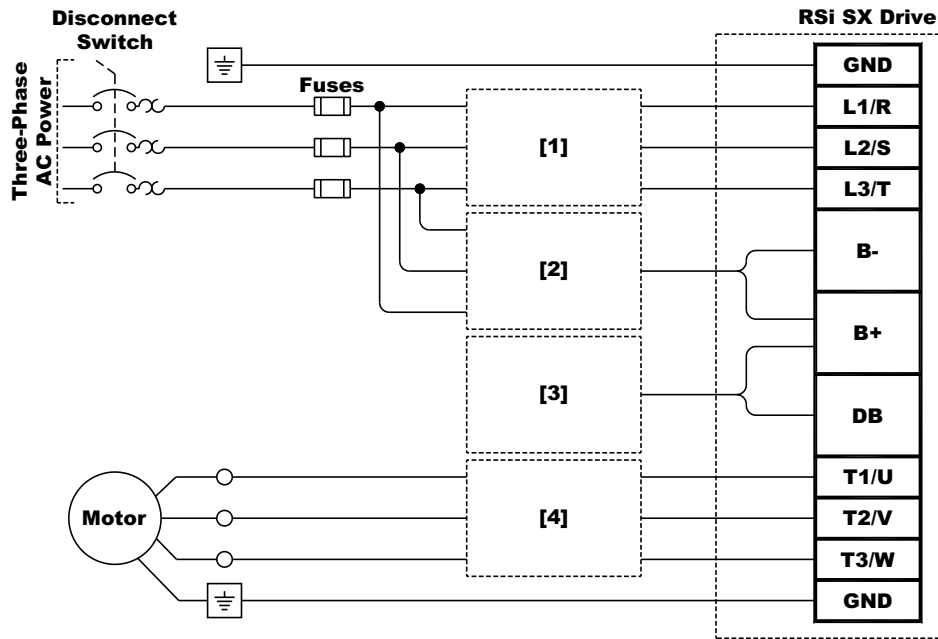 Disconnect
Switch
RSi SX Drive
Three-Phase
AC Power
Fuses
GND
L1/R
L2/S
L3/T
B-
B+
DB
T1/U
T2/V
T3/W
GND
[1]
[2]
[3]
[4]
Motor